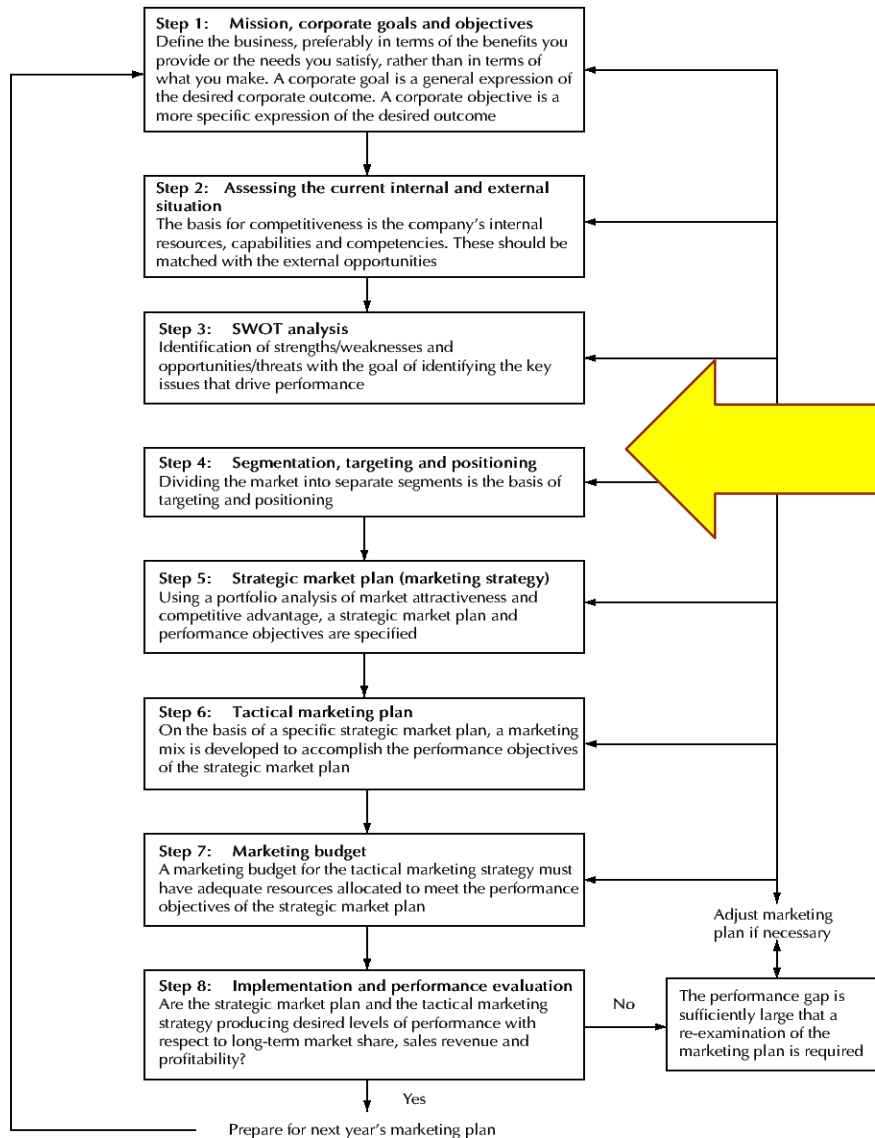 Step 1: Mission, corporate goals and objectives
Define the business, preferably in terms of the benefits you
provide or the needs you satisfy, rather than in terms of
what you make. A corporate goal is a general expression of
the desired corporate outcome. A corporate objective is a
more specific expression of the desired outcome
Step 2: Assessing the current internal and external
situation
The basis for competitiveness is the company's internal
resources, capabilities and competencies. These should be
matched with the external opportunities
Step 3: SWOT analysis
Identification of strengths/weaknesses and
opportunities/threats with the goal of identifying the key
issues that drive performance
Step 4: Segmentation, targeting and positioning
Dividing the market into separate segments is the basis of
targeting and positioning
Step 5: Strategic market plan (marketing strategy)
Using a portfolio analysis of market attractiveness and
competitive advantage, a strategic market plan and
performance objectives are specified
Step 6: Tactical marketing plan
On the basis of a specific strategic market plan, a marketing
mix is developed to accomplish the performance objectives
of the strategic market plan
Step 7: Marketing budget
A marketing budget for the tactical marketing strategy must
have adequate resources allocated to meet the performance
objectives of the strategic market plan
Adjust marketing
plan if necessary
Step 8: Implementation and performance evaluation
Are the strategic market plan and the tactical marketing
strategy producing desired levels of performance with
respect to long-term market share, sales revenue and
profitability?
No
The performance gap is
sufficiently large that a
re-examination of the
marketing plan is required
Yes
Prepare for next year's marketing plan